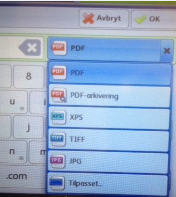 Avbryt OK
PDF
8 PDF
PDF-arkivering
u XPS
j TIFF
n m JPG
.com Tilpasset...